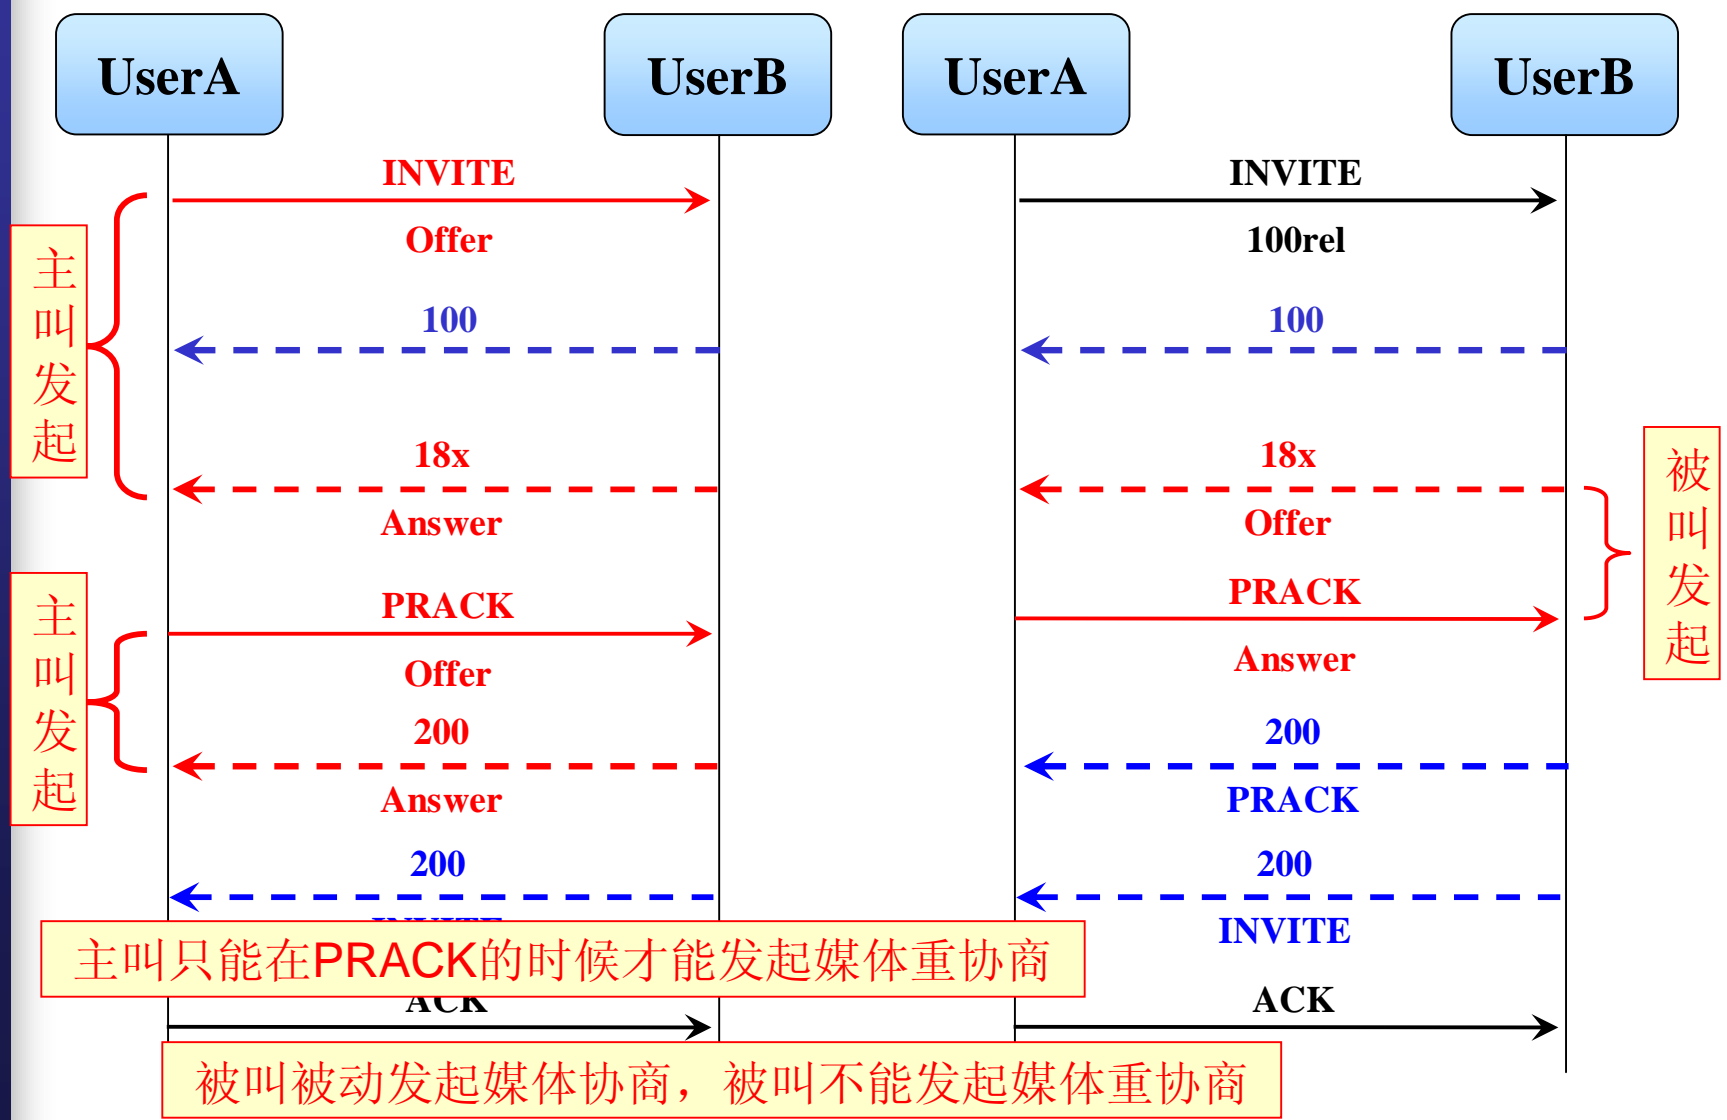 UserA
UserB
UserA
UserB
INVITE
Offer
100
18x
Answer
PRACK
Offer
200
Answer
200
INVITE
ACK
主叫发起
主叫发起
INVITE
100rel
100
18x
Offer
PRACK
Answer
200
PRACK
200
INVITE
ACK
被叫发起
主叫只能在PRACK的时候才能发起媒体重协商
被叫被动发起媒体协商，被叫不能发起媒体重协商